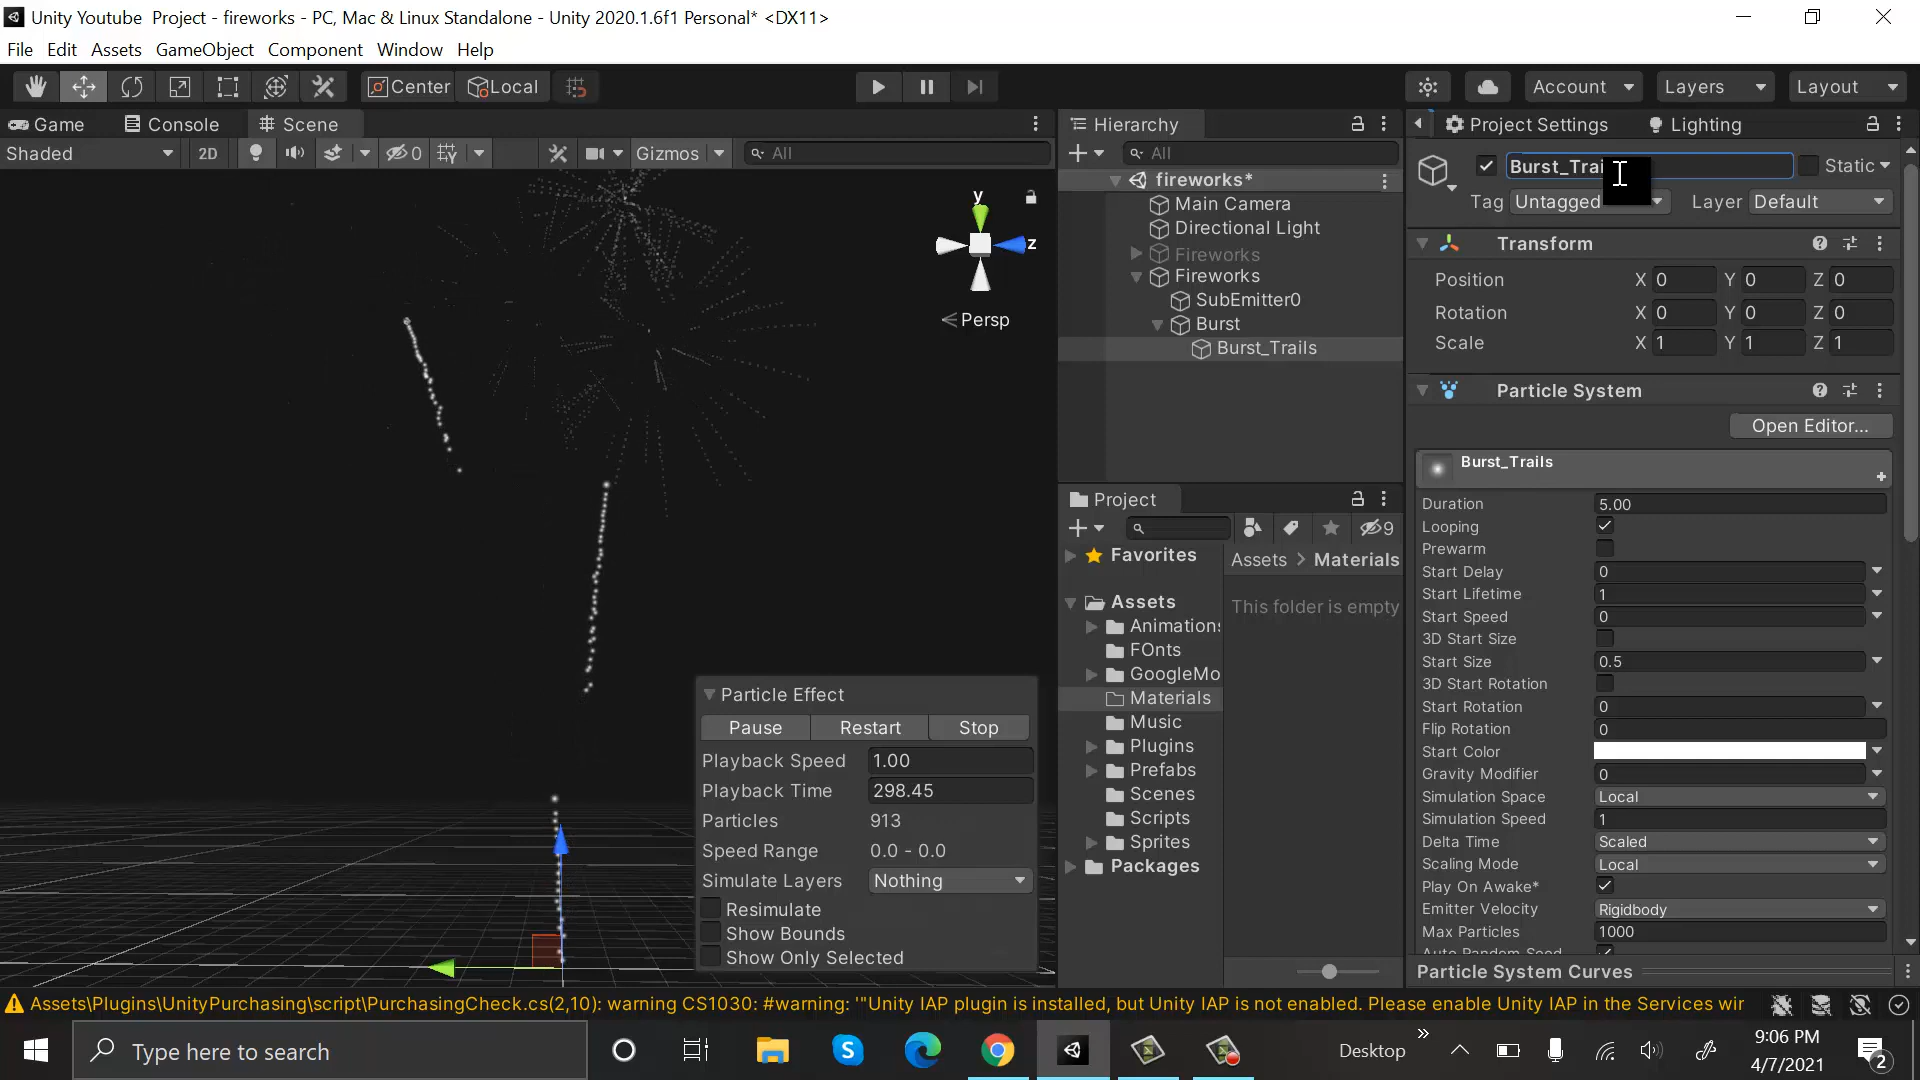 Unity Youtube Project - fireworks - PC, Mac & Linux Standalone - Unity 2020.1.6f1 Personal* <DX11>
File Edit Assets GameObject Component Window Help
Center Local Account Layers Layout
Game Console Scene
Shaded 2D 0 Gizmos All
y
z
Persp
Particle Effect
Pause Restart Stop
Playback Speed 1.00
Playback Time 298.45
Particles 913
Speed Range 0.0 - 0.0
Simulate Layers Nothing
Resimulate
Show Bounds
Show Only Selected
Hierarchy
All
fireworks*
Main Camera
Directional Light
Fireworks
Fireworks
SubEmitter0
Burst
Burst_Trails
Project
9
Favorites
Assets
Animation
FOnts
GoogleMo
Materials
Music
Plugins
Prefabs
Scenes
Scripts
Sprites
Packages
Assets > Materials
This folder is empty
Project Settings Lighting
Static
Tag Untagged Layer Default
Transform
Position X 0 Y 0 Z 0
Rotation X 0 Y 0 Z 0
Scale X 1 Y 1 Z 1
Particle System
Open Editor...
Burst_Trails
Duration 5.00
Looping
Prewarm
Start Delay 0
Start Lifetime 1
Start Speed 0
3D Start Size
Start Size 0.5
3D Start Rotation
Start Rotation 0
Flip Rotation 0
Start Color
Gravity Modifier 0
Simulation Space Local
Simulation Speed 1
Delta Time Scaled
Scaling Mode Local
Play On Awake*
Emitter Velocity Rigidbody
Max Particles 1000
Particle System Curves
Assets\Plugins\UnityPurchasing\script\PurchasingCheck.cs(2,10): warning CS1030: #warning: '"Unity IAP plugin is installed, but Unity IAP is not enabled. Please enable Unity IAP in the Services wir
Type here to search
Desktop
9:06 PM
4/7/2021
2